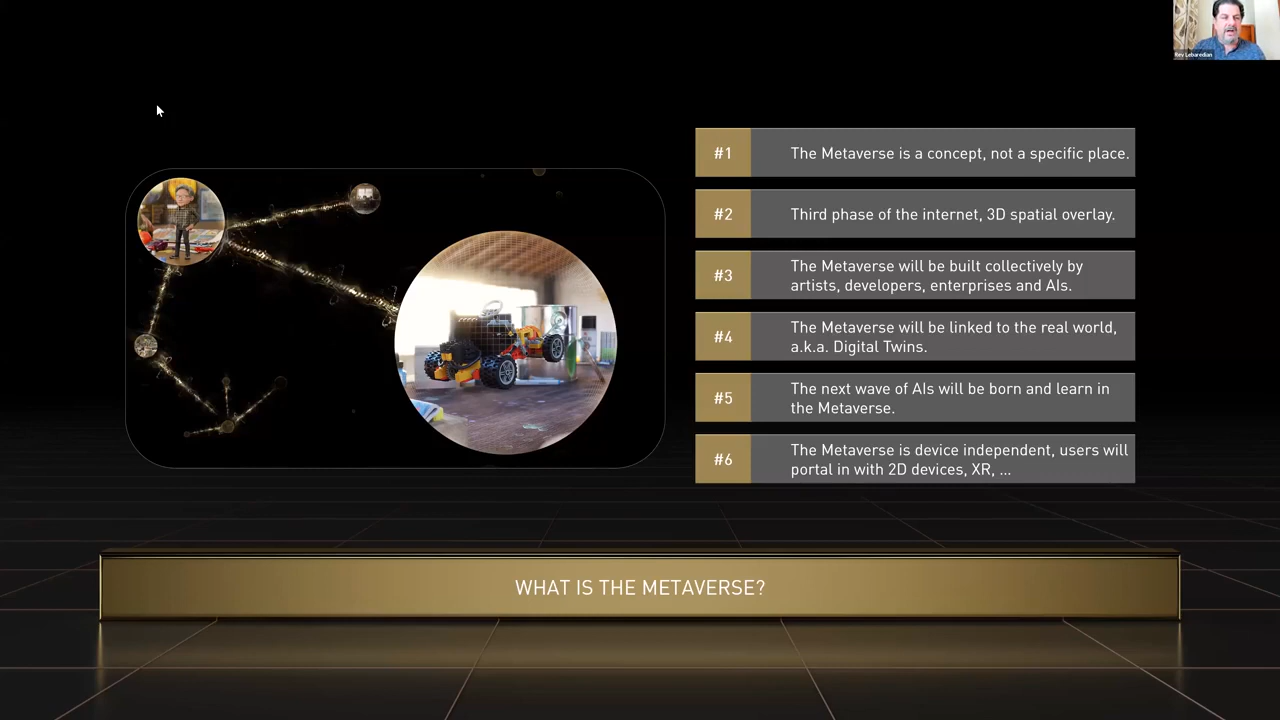 Rev Lebaredian
#1
The Metaverse is a concept, not a specific place.
#2
Third phase of the internet, 3D spatial overlay.
#3
The Metaverse will be built collectively by
artists, developers, enterprises and AIs.
#4
The Metaverse will be linked to the real world,
a.k.a. Digital Twins.
#5
The next wave of AIs will be born and learn in
the Metaverse.
#6
The Metaverse is device independent, users will
portal in with 2D devices, XR, ...
WHAT IS THE METAVERSE?